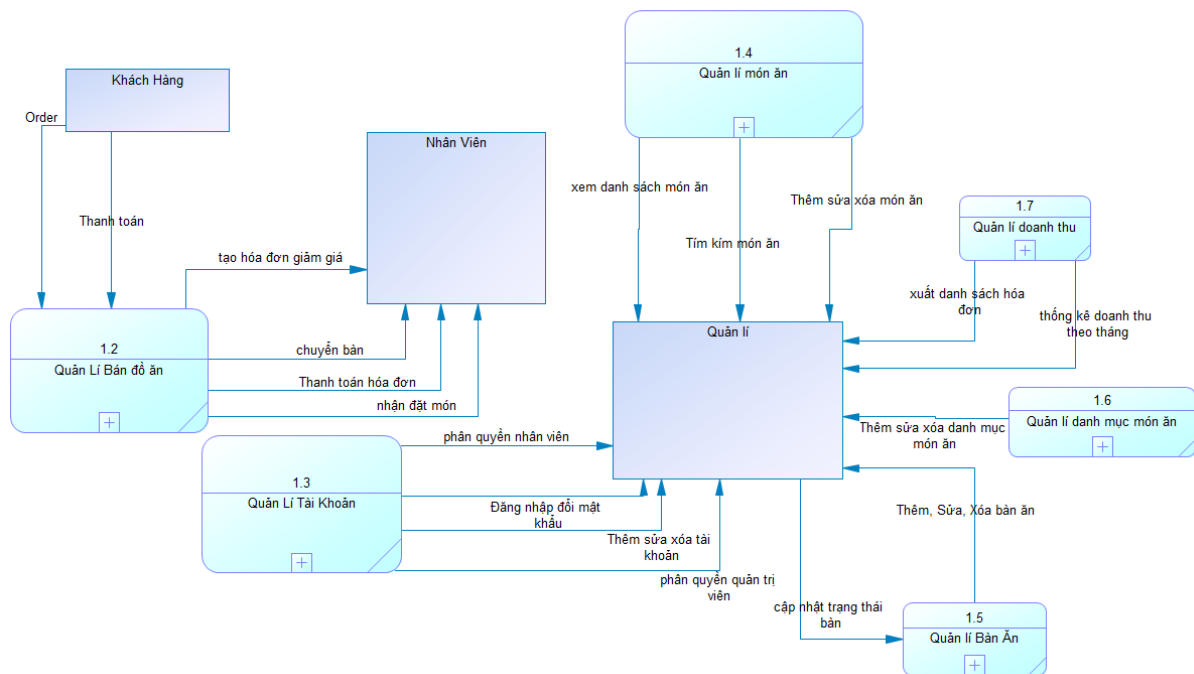 1.4
Quản lí món ăn
Khách Hàng
Order
Nhân Viên
xem danh sách món ăn
Thêm sửa xóa món ăn
1.7
Quản lí doanh thu
Thanh toán
Tím kím món ăn
tạo hóa đơn giảm giá
xuất danh sách hóa
đơn
thống kê doanh thu
theo tháng
Quản lí
1.2
Quản Lí Bán đồ ăn
chuyển bàn
Thanh toán hóa đơn
nhận đặt món
1.6
Quản lí danh mục món ăn
Thêm sửa xóa danh mục
món ăn
phân quyền nhân viên
1.3
Quản Lí Tài Khoản
Đăng nhập đổi mật
khẩu
Thêm sửa xóa tài
khoản
phân quyền quản trị
viên
Thêm, Sửa, Xóa bàn ăn
cập nhật trạng thái
bàn
1.5
Quản lí Bàn Ăn